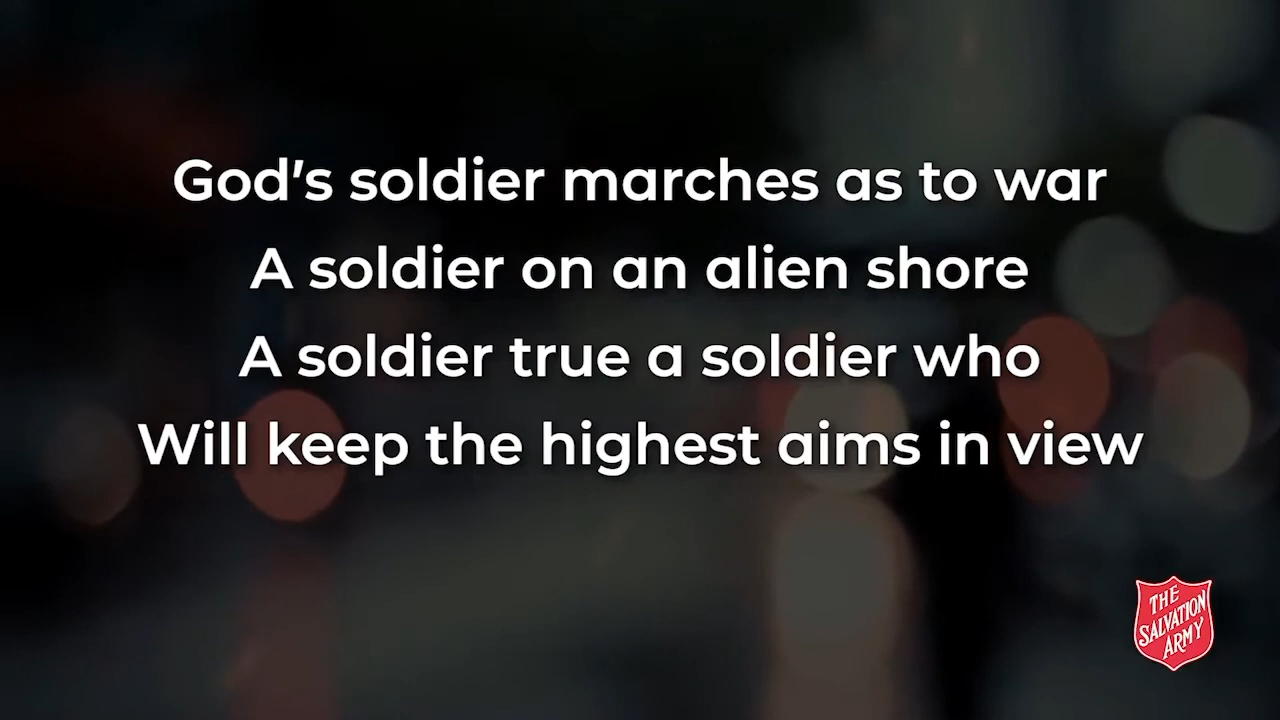 God's soldier marches as to war
A soldier on an alien shore
A soldier true a soldier who
Will keep the highest aims in view
THE
SALVATION
ARMY